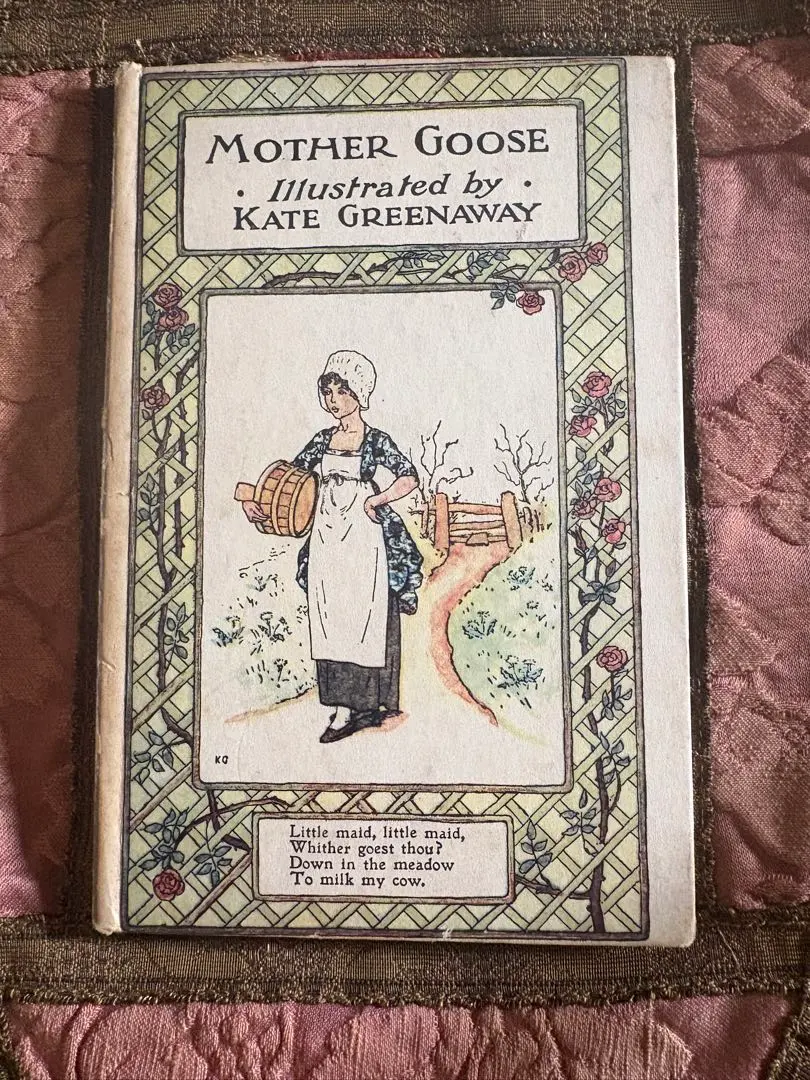 MOTHER GOOSE
• Illustrated by •
KATE GREENAWAY
KG
Little maid, little maid,
Whither goest thou?
Down in the meadow
To milk my cow.